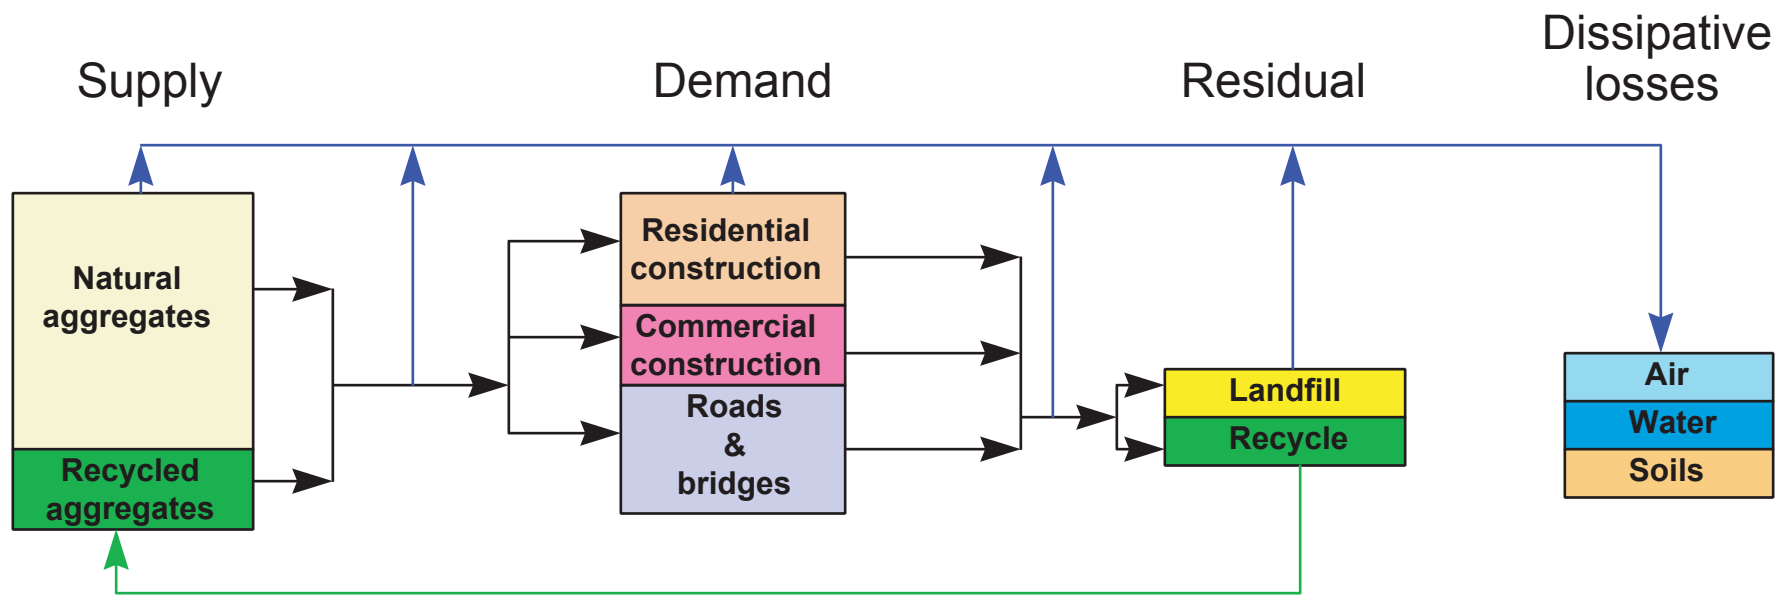 Supply
Demand
Residual
Dissipative
losses
Natural
aggregates
Recycled
aggregates
Residential
construction
Commercial
construction
Roads
&
bridges
Landfill
Recycle
Air
Water
Soils